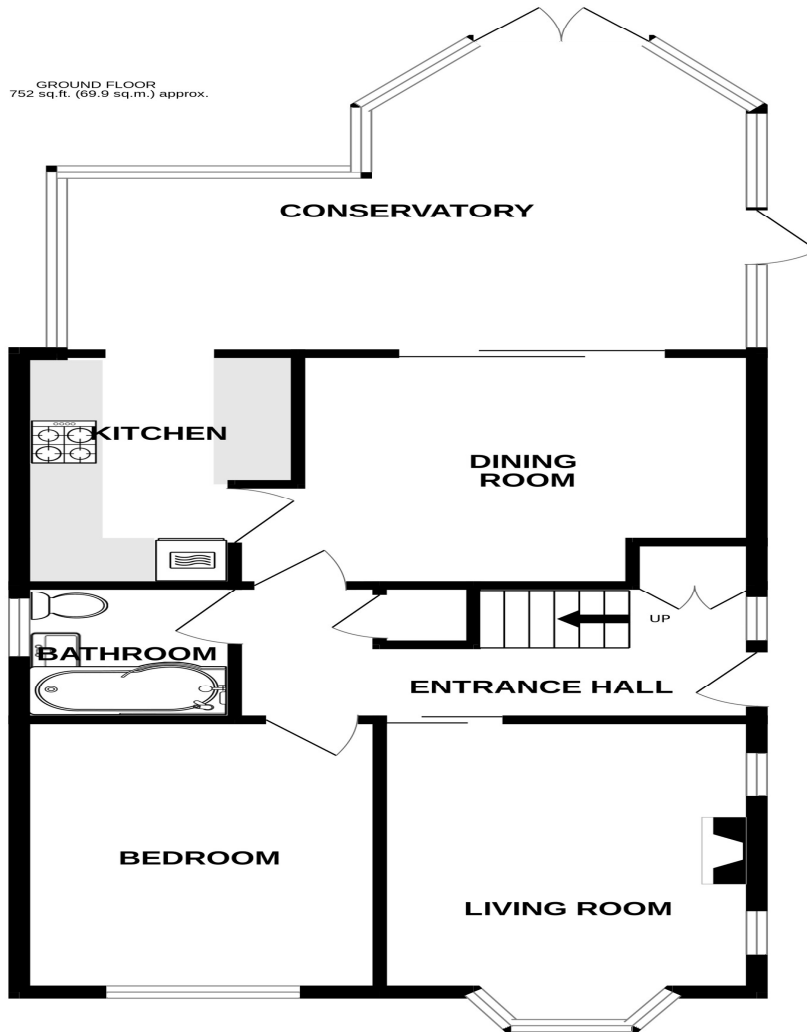 GROUND FLOOR
752 sq.ft. (69.9 sq.m.) approx.
CONSERVATORY
KITCHEN
DINING
ROOM
UP
BATHROOM
ENTRANCE HALL
BEDROOM
LIVING ROOM